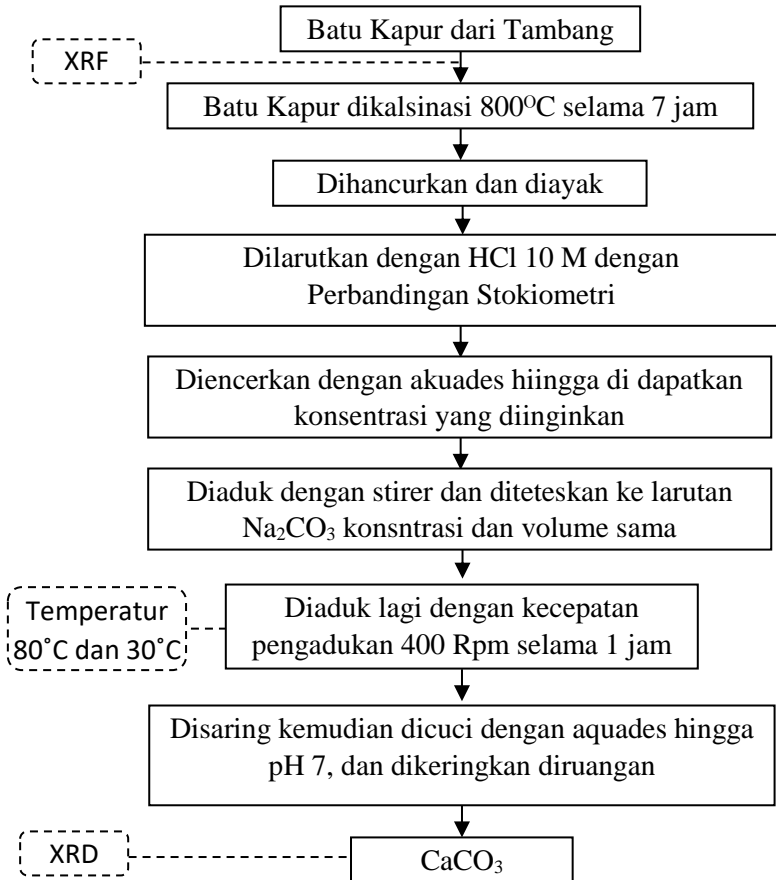 Batu Kapur dari Tambang
XRF
Batu Kapur dikalsinasi 800ᴼC selama 7 jam
Dihancurkan dan diayak
Dilarutkan dengan HCl 10 M dengan
Perbandingan Stokiometri
Diencerkan dengan akuades hiingga di dapatkan
konsentrasi yang diinginkan
Diaduk dengan stirer dan diteteskan ke larutan
Na₂CO₃ konsntrasi dan volume sama
Temperatur
80˚C dan 30˚C
Diaduk lagi dengan kecepatan
pengadukan 400 Rpm selama 1 jam
Disaring kemudian dicuci dengan aquades hingga
pH 7, dan dikeringkan diruangan
XRD
CaCO₃